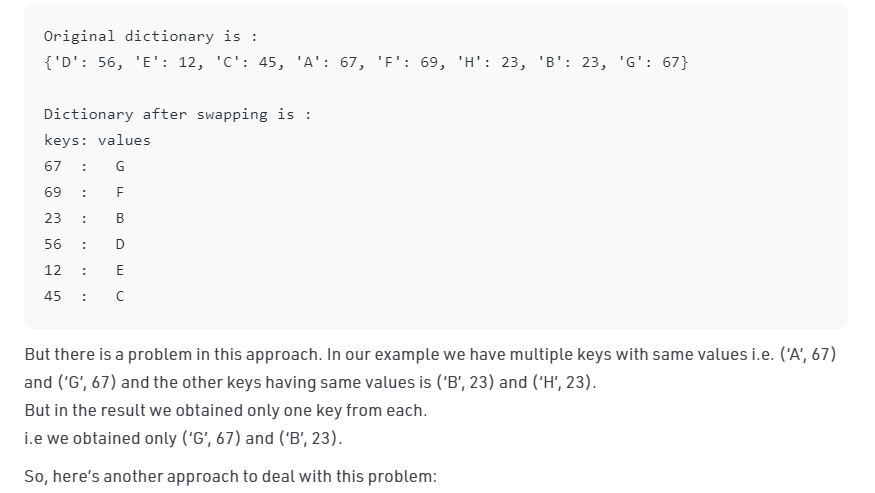 Original dictionary is :
{'D': 56, 'E': 12, 'C': 45, 'A': 67, 'F': 69, 'H': 23, 'B': 23, 'G': 67}
Dictionary after swapping is :
keys: values
67 : G
69 : F
23 : B
56 : D
12 : E
45 : C
But there is a problem in this approach. In our example we have multiple keys with same values i.e. (‘A’, 67)
and (‘G’, 67) and the other keys having same values is (‘B’, 23) and (‘H’, 23).
But in the result we obtained only one key from each.
i.e we obtained only (‘G’, 67) and (‘B’, 23).
So, here’s another approach to deal with this problem: